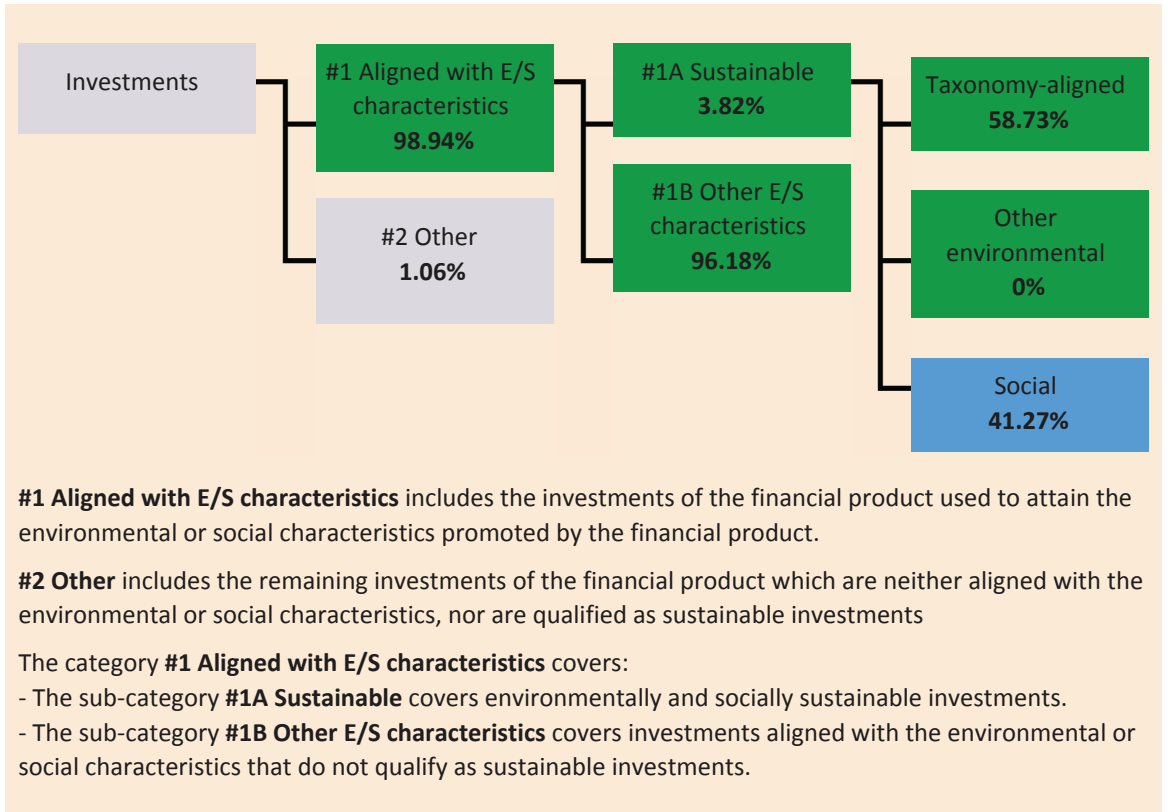 Investments
#1 Aligned with E/S
characteristics
98.94%
#2 Other
1.06%
#1A Sustainable
3.82%
#1B Other E/S
characteristics
96.18%
Taxonomy-aligned
58.73%
Other
environmental
0%
Social
41.27%
#1 Aligned with E/S characteristics includes the investments of the financial product used to attain the
environmental or social characteristics promoted by the financial product.
#2 Other includes the remaining investments of the financial product which are neither aligned with the
environmental or social characteristics, nor are qualified as sustainable investments
The category #1 Aligned with E/S characteristics covers:
- The sub-category #1A Sustainable covers environmentally and socially sustainable investments.
- The sub-category #1B Other E/S characteristics covers investments aligned with the environmental or
social characteristics that do not qualify as sustainable investments.